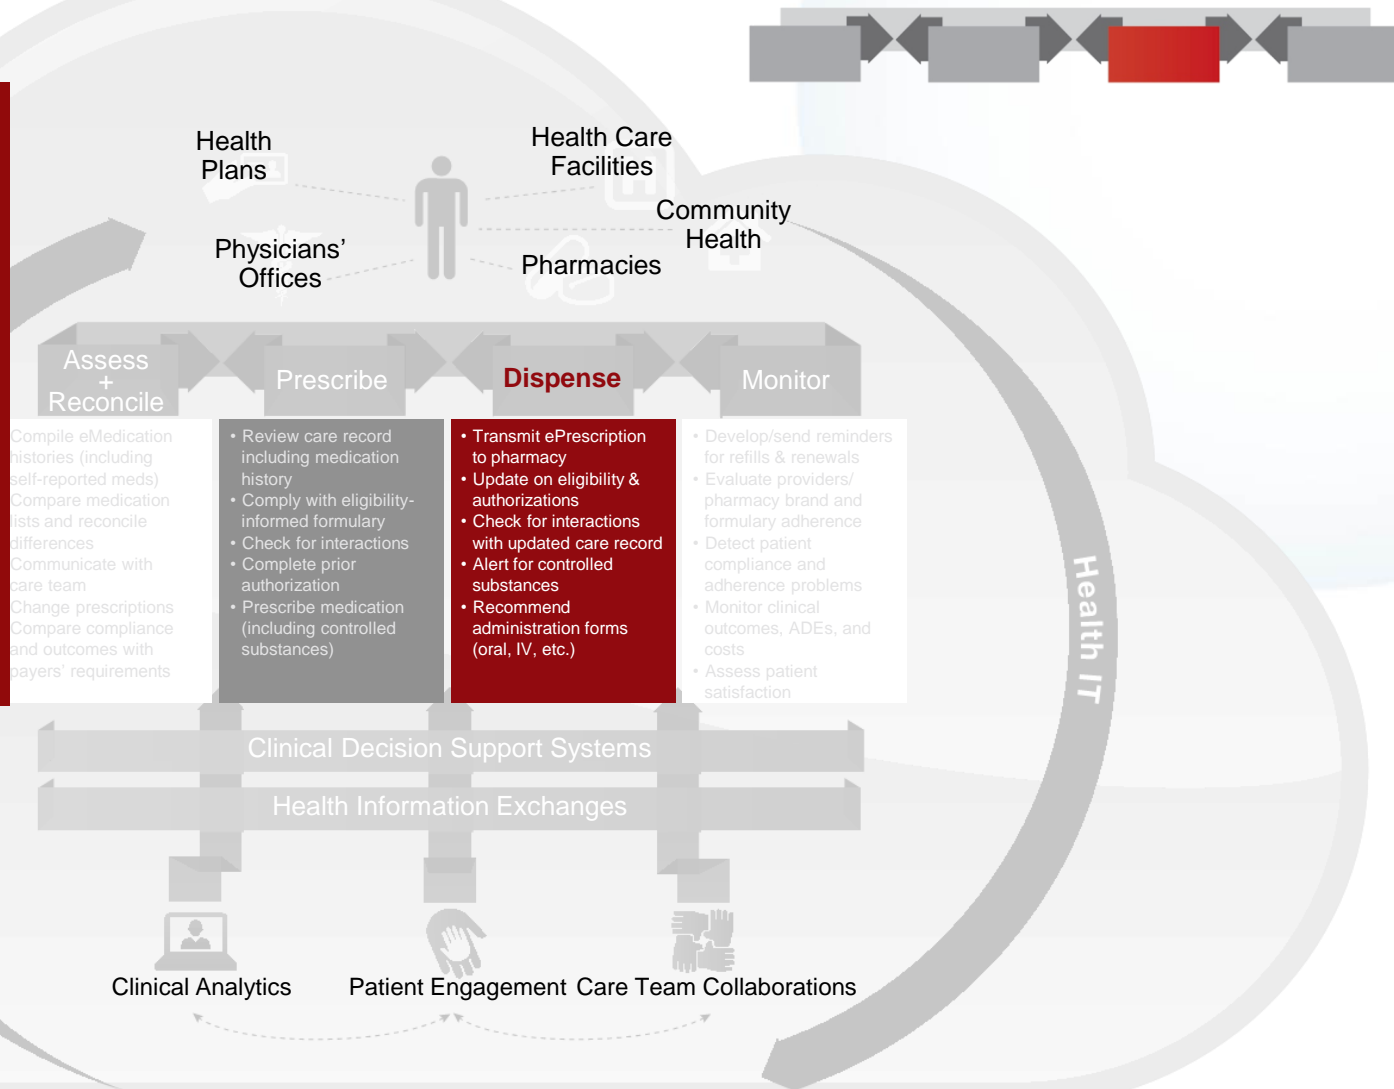 Health
Plans
Health Care
Facilities
Community
Health
Physicians’
Offices
Pharmacies
Assess
+
Reconcile
Prescribe
Dispense
Monitor
Compile eMedication
histories (including
self-reported meds)
Compare medication
lists and reconcile
differences
Communicate with
care team
Change prescriptions
Compare compliance
and outcomes with
payers’ requirements
• Review care record
including medication
history
• Comply with eligibility-
informed formulary
• Check for interactions
• Complete prior
authorization
• Prescribe medication
(including controlled
substances)
• Transmit ePrescription
to pharmacy
• Update on eligibility &
authorizations
• Check for interactions
with updated care record
• Alert for controlled
substances
• Recommend
administration forms
(oral, IV, etc.)
• Develop/send reminders
for refills & renewals
• Evaluate providers/
pharmacy brand and
formulary adherence
• Detect patient
compliance and
adherence problems
• Monitor clinical
outcomes, ADEs, and
costs
• Assess patient
satisfaction
Health IT
Clinical Decision Support Systems
Health Information Exchanges
Clinical Analytics
Patient Engagement
Care Team Collaborations